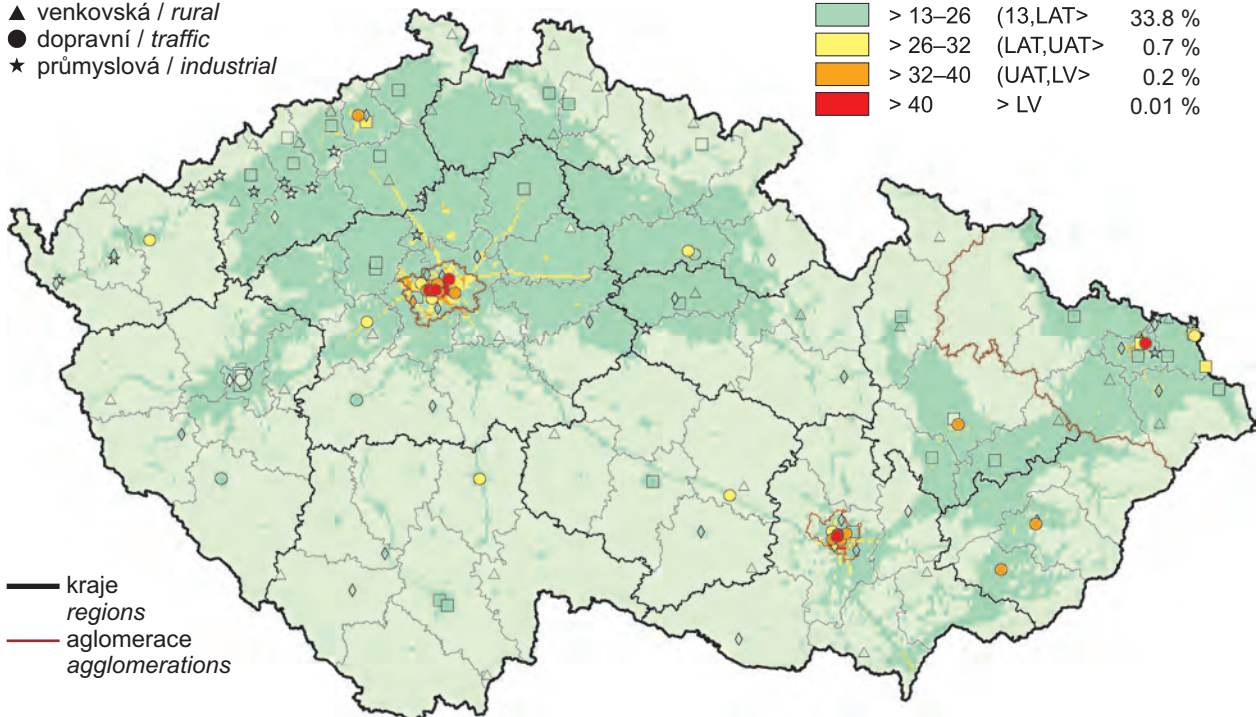 venkovská / rural
dopravní / traffic
průmyslová / industrial
> 13–26 (13,LAT> 33.8 %
> 26–32 (LAT,UAT> 0.7 %
> 32–40 (UAT,LV> 0.2 %
> 40 > LV 0.01 %
kraje
regions
aglomerace
agglomerations